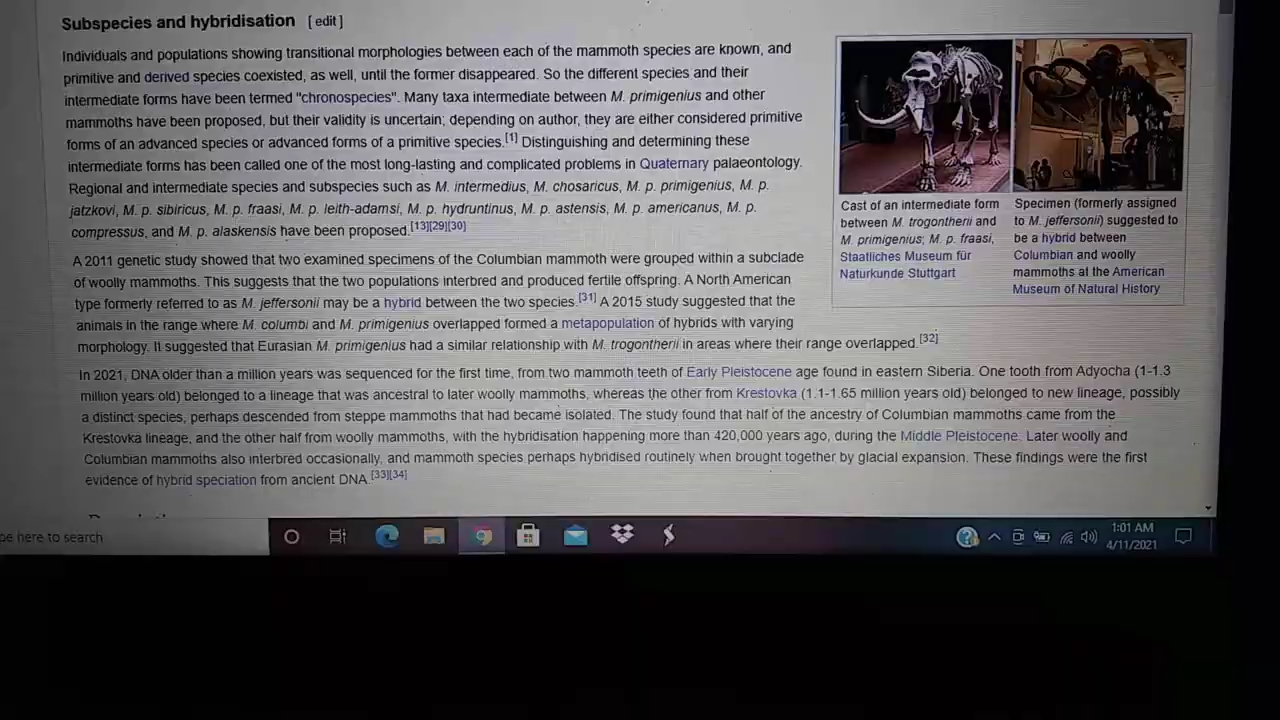 Subspecies and hybridisation [ edit ]
Individuals and populations showing transitional morphologies between each of the mammoth species are known, and
primitive and derived species coexisted, as well, until the former disappeared. So the different species and their
intermediate forms have been termed "chronospecies". Many taxa intermediate between M. primigenius and other
mammoths have been proposed, but their validity is uncertain; depending on author, they are either considered primitive
forms of an advanced species or advanced forms of a primitive species.[1] Distinguishing and determining these
intermediate forms has been called one of the most long-lasting and complicated problems in Quaternary palaeontology.
Regional and intermediate species and subspecies such as M. intermedius, M. chosaricus, M. p. primigenius, M. p.
jatzkovi, M. p. sibiricus, M. p. fraasi, M. p. leith-adamsi, M. p. hydruntinus, M. p. astensis, M. p. americanus, M. p.
compressus, and M. p. alaskensis have been proposed.[13][29][30]
Cast of an intermediate form
between M. trogontherii and
M. primigenius; M. p. fraasi,
Staatliches Museum für
Naturkunde Stuttgart
Specimen (formerly assigned
to M. jeffersonii) suggested to
be a hybrid between
Columbian and woolly
mammoths at the American
Museum of Natural History
A 2011 genetic study showed that two examined specimens of the Columbian mammoth were grouped within a subclade
of woolly mammoths. This suggests that the two populations interbred and produced fertile offspring. A North American
type formerly referred to as M. jeffersonii may be a hybrid between the two species.[31] A 2015 study suggested that the
animals in the range where M. columbi and M. primigenius overlapped formed a metapopulation of hybrids with varying
morphology. It suggested that Eurasian M. primigenius had a similar relationship with M. trogontherii in areas where their range overlapped.[32]
In 2021, DNA older than a million years was sequenced for the first time, from two mammoth teeth of Early Pleistocene age found in eastern Siberia. One tooth from Adyocha (1-1.3
million years old) belonged to a lineage that was ancestral to later woolly mammoths, whereas the other from Krestovka (1.1-1.65 million years old) belonged to new lineage, possibly
a distinct species, perhaps descended from steppe mammoths that had became isolated. The study found that half of the ancestry of Columbian mammoths came from the
Krestovka lineage, and the other half from woolly mammoths, with the hybridisation happening more than 420,000 years ago, during the Middle Pleistocene. Later woolly and
Columbian mammoths also interbred occasionally, and mammoth species perhaps hybridised routinely when brought together by glacial expansion. These findings were the first
evidence of hybrid speciation from ancient DNA.[33][34]
pe here to search
1:01 AM
4/11/2021